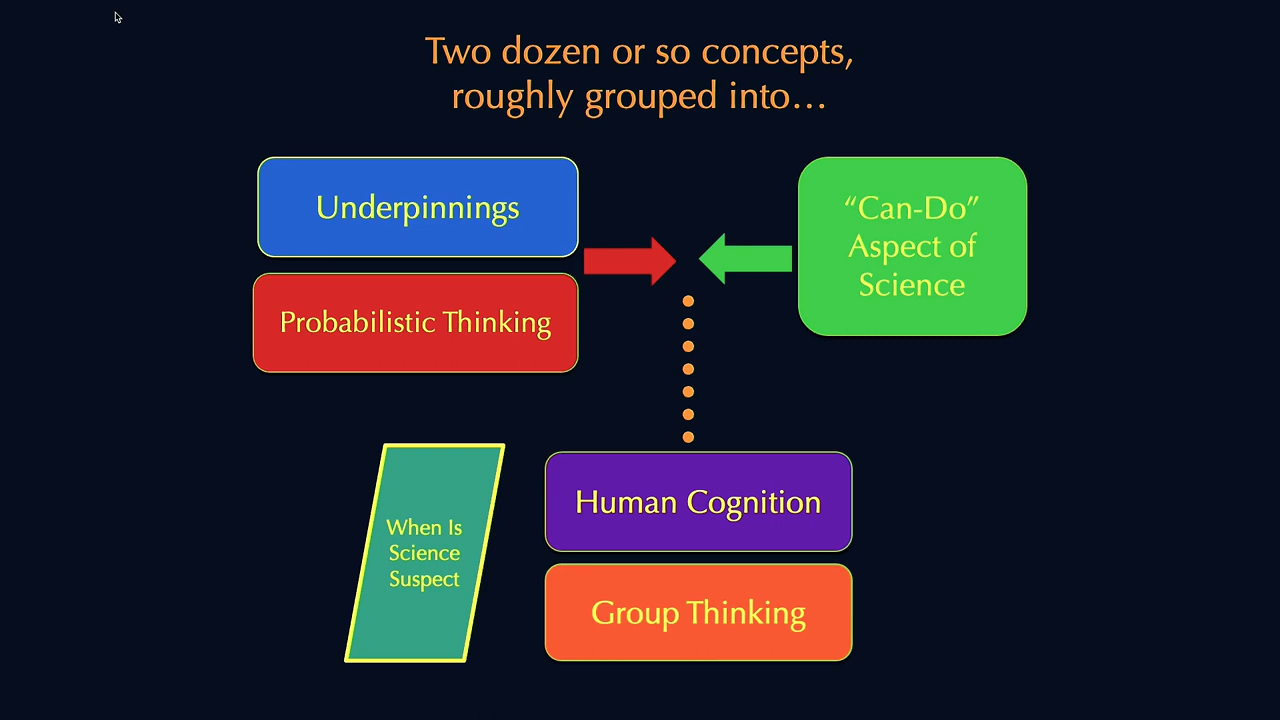 Two dozen or so concepts,
roughly grouped into…
Underpinnings
Probabilistic Thinking
“Can-Do”
Aspect of
Science
When Is
Science
Suspect
Human Cognition
Group Thinking